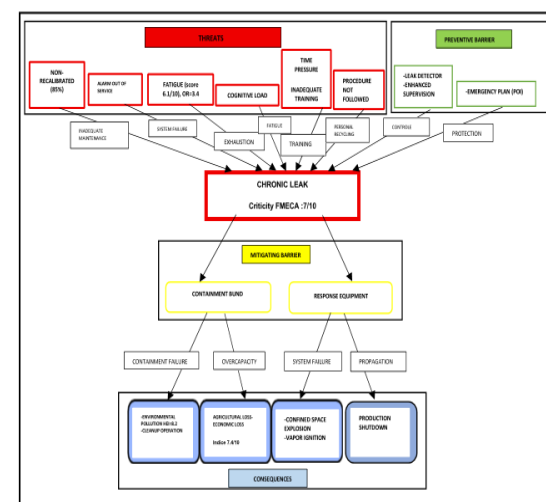 THREATS
PREVENTIVE BARRIER
NON-
RECALIBRATED
(85%)
ALARM OUT OF
SERVICE
FATIGUE (score
6.1/10), OR=3.4
COGNITIVE LOAD
TIME
PRESSURE
INADEQUATE
TRAINING
PROCEDURE
NOT
FOLLOWED
-LEAK DETECTOR
-ENHANCED
SUPERVISION
-EMERGENCY PLAN (POI)
INADEQUATE
MAINTENANCE
SYSTEM FAILURE
EXHAUSTION
FATIGUE
TRAINING
PERSONAL
RECYCLING
CONTROLE
PROTECTION
CHRONIC LEAK
Criticity FMECA :7/10
MITIGATING BARRIER
CONTAINMENT BUND
RESPONSE EQUIPMENT
CONTAINMENT FAILURE
OVERCAPACITY
SYSTEM FAILURE
PROPAGATION
-ENVIRONMENTAL
POLLUTION
-CLEANUP OPERATION
AGRICULTURAL LOSS-
ECONOMIC LOSS
Indice 7.4/10
-CONFINED SPACE
EXPLOSION
-VAPOR IGNITION
PRODUCTION
SHUTDOWN
CONSEQUENCES